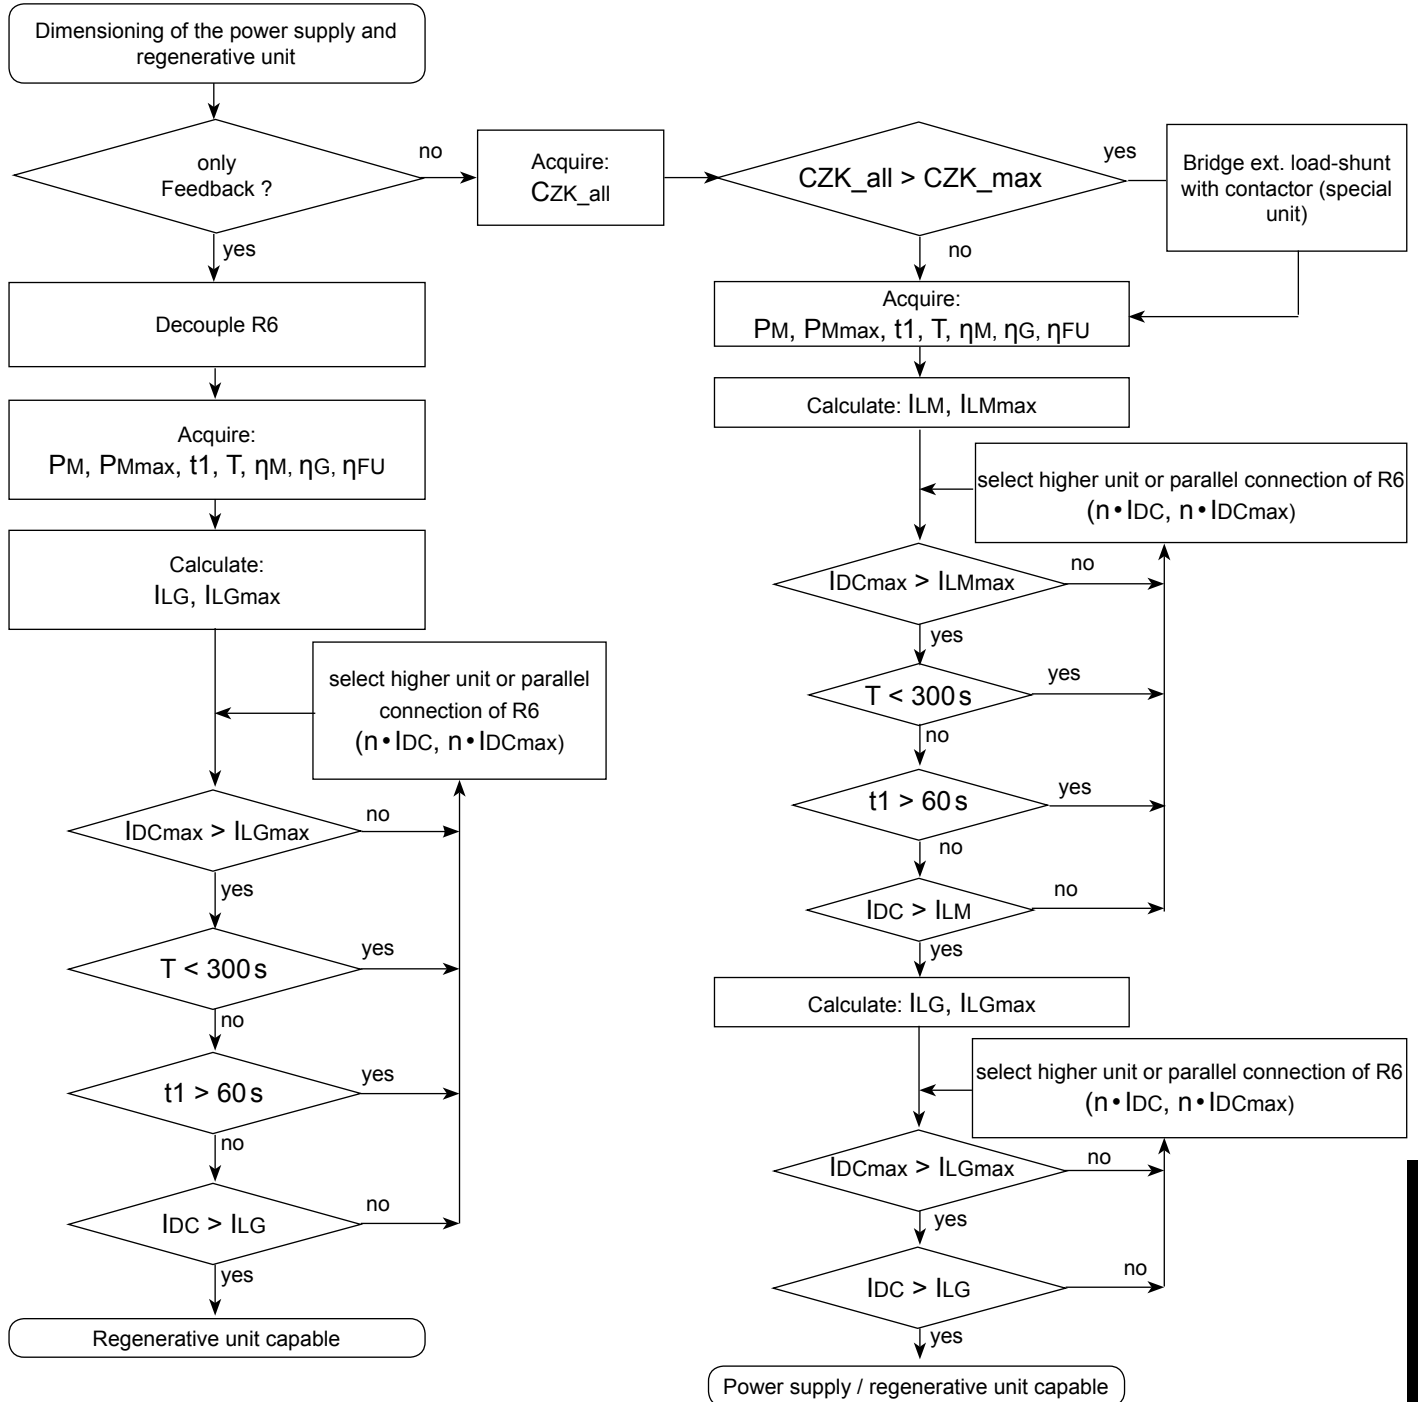 Dimensioning of the power supply and
regenerative unit
only
Feedback ?
no
yes
Decouple R6
Acquire:
PM, PMmax, t1, T, ηM, ηG, ηFU
Calculate:
ILG, ILGmax
select higher unit or parallel
connection of R6
(n•IDC, n•IDCmax)
IDCmax > ILGmax
no
yes
T < 300s
yes
no
t1 > 60s
yes
no
IDC > ILG
no
yes
Regenerative unit capable
Acquire:
CZK_all
CZK_all > CZK_max
yes
no
Bridge ext. load-shunt
with contactor (special
unit)
Acquire:
PM, PMmax, t1, T, ηM, ηG, ηFU
Calculate: ILM, ILMmax
select higher unit or parallel connection of R6
(n•IDC, n•IDCmax)
IDCmax > ILMmax
no
yes
T < 300s
yes
no
t1 > 60s
yes
no
IDC > ILM
no
yes
Calculate: ILG, ILGmax
select higher unit or parallel connection of R6
(n•IDC, n•IDCmax)
IDCmax > ILGmax
no
yes
IDC > ILG
no
yes
Power supply / regenerative unit capable